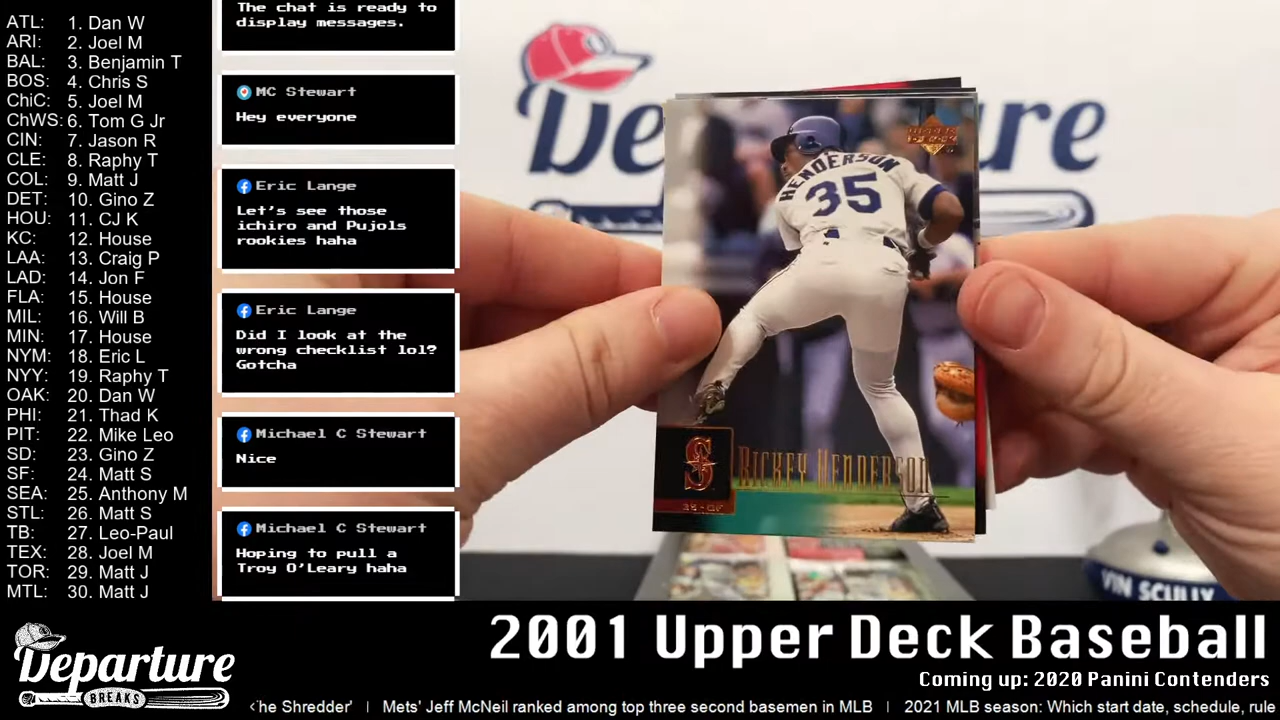 ATL: 1. Dan W
ARI: 2. Joel M
BAL: 3. Benjamin T
BOS: 4. Chris S
ChiC: 5. Joel M
ChWS: 6. Tom G Jr
CIN: 7. Jason R
CLE: 8. Raphy T
COL: 9. Matt J
DET: 10. Gino Z
HOU: 11. CJ K
KC: 12. House
LAA: 13. Craig P
LAD: 14. Jon F
FLA: 15. House
MIL: 16. Will B
MIN: 17. House
NYM: 18. Eric L
NYY: 19. Raphy T
OAK: 20. Dan W
PHI: 21. Thad K
PIT: 22. Mike Leo
SD: 23. Gino Z
SF: 24. Matt S
SEA: 25. Anthony M
STL: 26. Matt S
TB: 27. Leo-Paul
TEX: 28. Joel M
TOR: 29. Matt J
MTL: 30. Matt J
The chat is ready to
display messages.
MC Stewart
Hey everyone
Eric Lange
Let's see those
ichiro and Pujols
rookies haha
Eric Lange
Did I look at the
wrong checklist lol?
Gotcha
Michael C Stewart
Nice
Michael C Stewart
Hoping to pull a
Troy O'Leary haha
De
ure
UPPER
DECK
HENDERSON
35
S
RICKEY HENDERSON
VIN SCULLY
Departure
BREAKS
2001 Upper Deck Baseball
Coming up: 2020 Panini Contenders
'he Shredder' | Mets' Jeff McNeil ranked among top three second basemen in MLB | 2021 MLB season: Which start date, schedule, rule